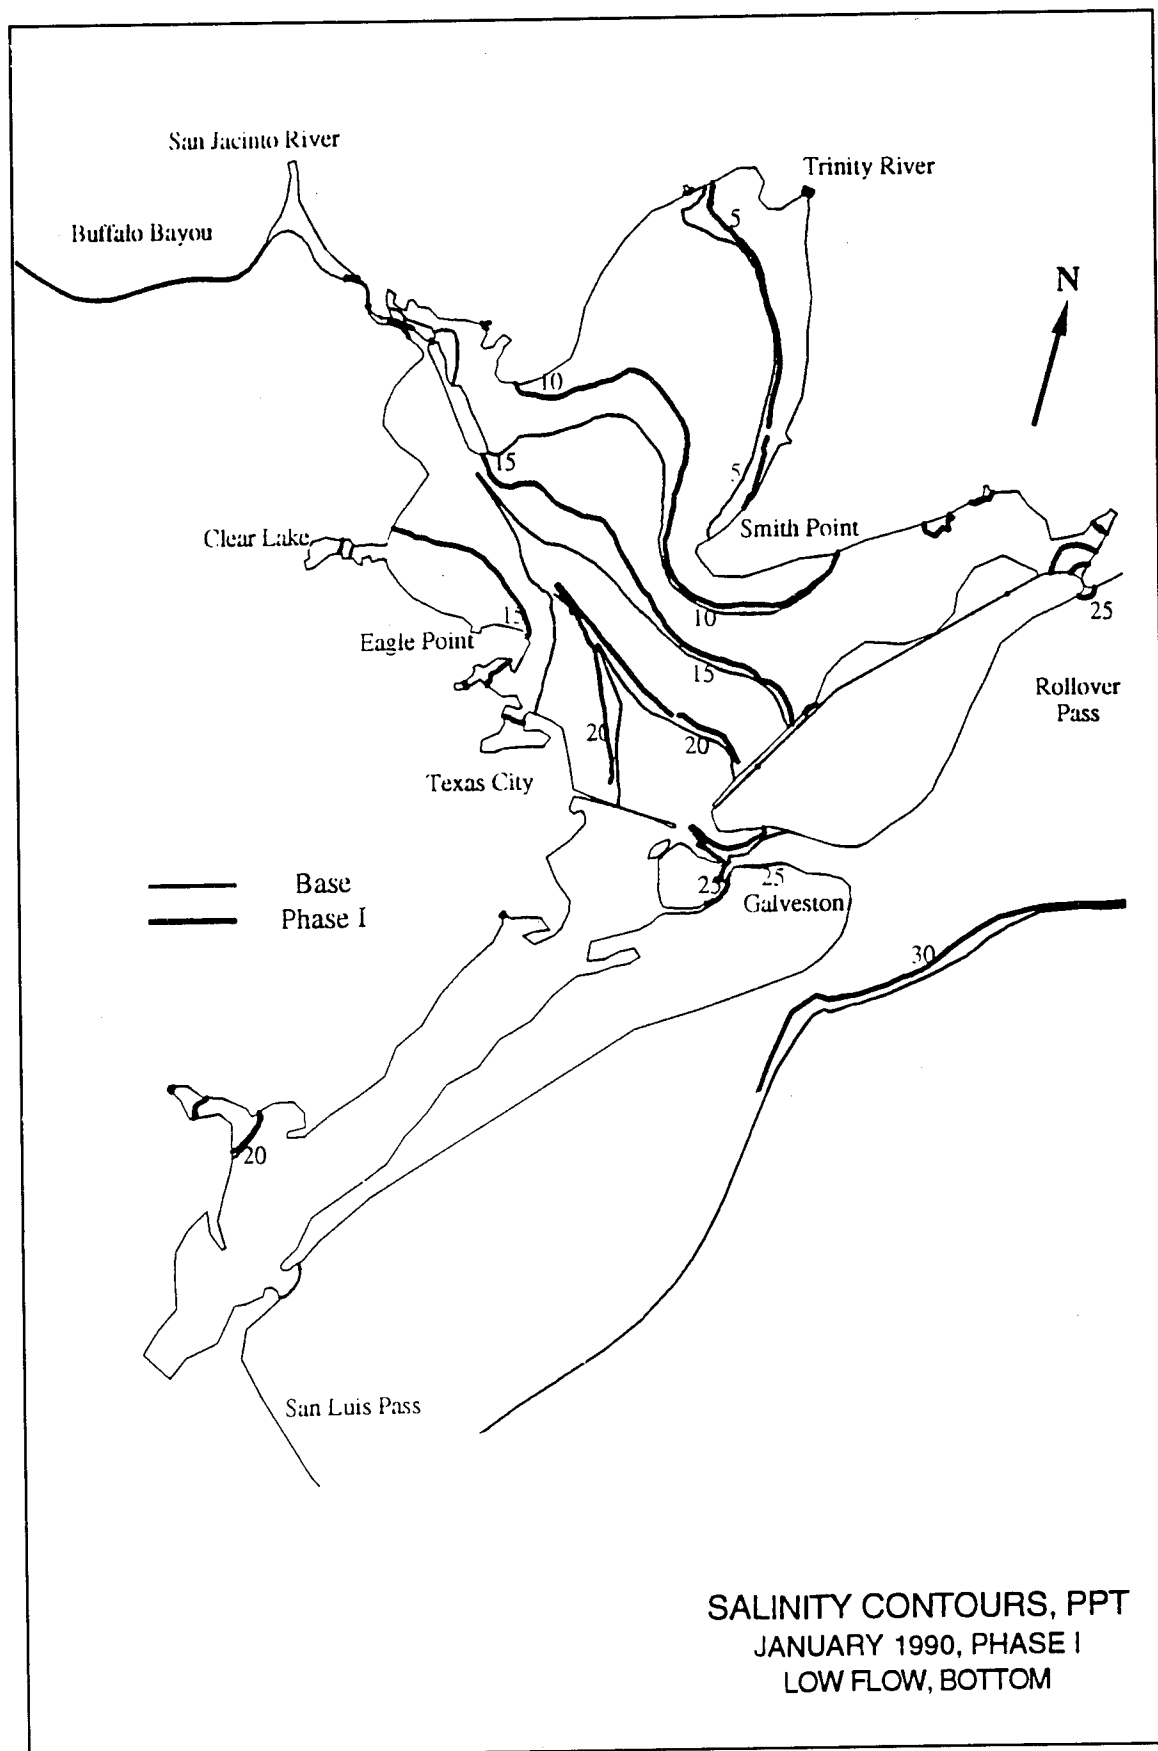 San Jacinto River
Trinity River
Buffalo Bayou
5
N
10
15
5
Clear Lake
Smith Point
15
10
25
Eagle Point
15
Rollover
Pass
20
20
Texas City
Base
25
25
Galveston
Phase I
30
20
San Luis Pass
SALINITY CONTOURS, PPT
JANUARY 1990, PHASE I
LOW FLOW, BOTTOM